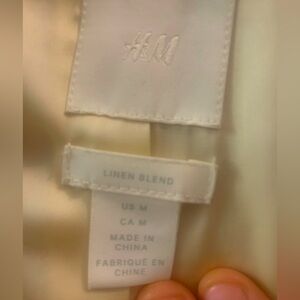 H&M
LINEN BLEND
US M
CA M
MADE IN
CHINA
FABRIQUÉ EN
CHINE